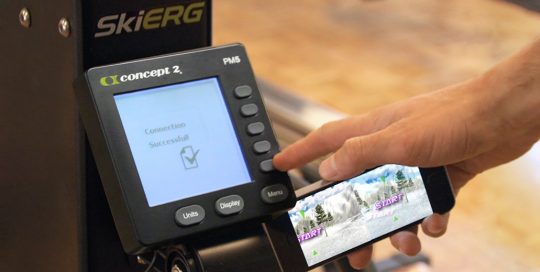 SkiERG
concept 2
PM5
Connection
Successful!
Units
Display
Menu
START
START